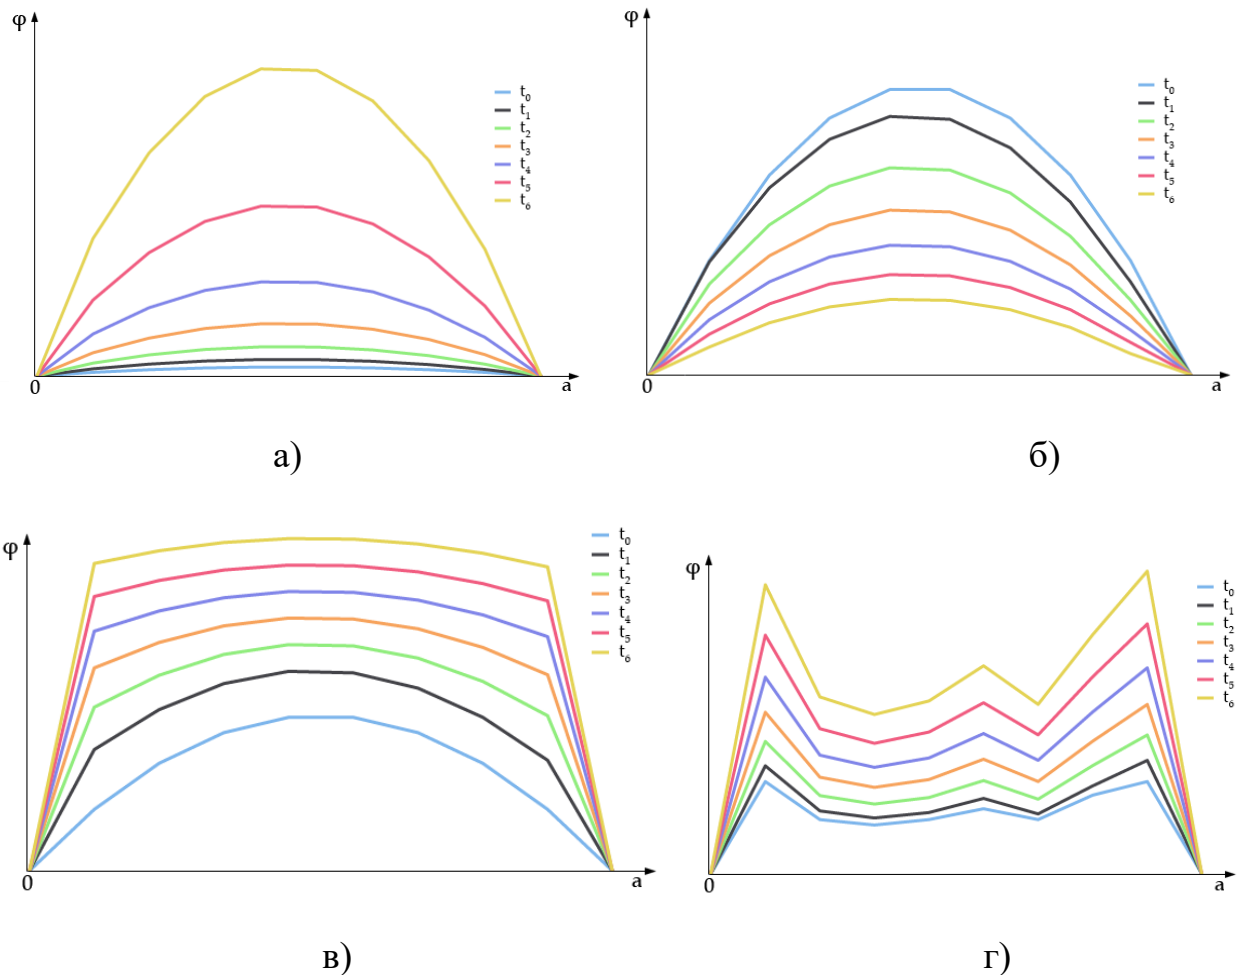 φ
t₀
t₁
t₂
t₃
t₄
t₅
t₆
0
a
а)
φ
t₀
t₁
t₂
t₃
t₄
t₅
t₆
0
a
б)
φ
t₀
t₁
t₂
t₃
t₄
t₅
t₆
0
a
в)
φ
t₀
t₁
t₂
t₃
t₄
t₅
t₆
0
a
г)